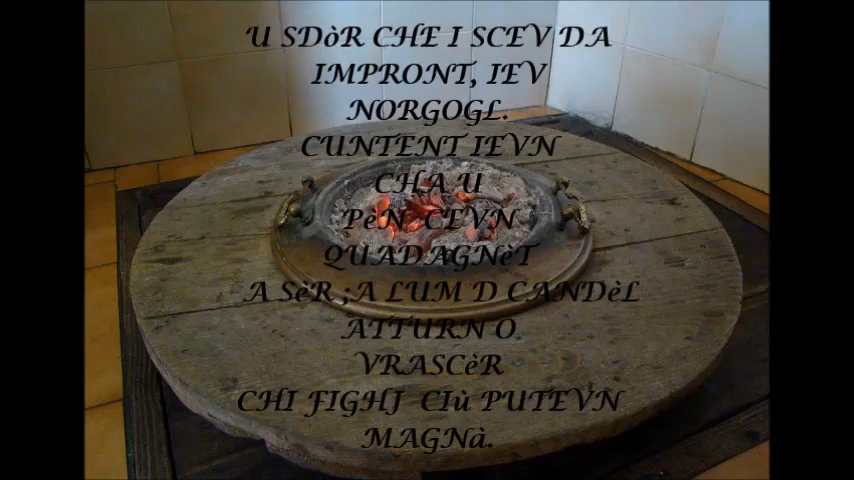 U SDòR CHE I SCEV DA
IMPRONT, IEV
NORGOGL.
CUNTENT IEVN
CHA U
PèN CEVN
QUADAGNèT
A SèR ;A LUM D CANDèL
ATTURN O
VRASCèR
CHI FIGHJ CIù PUTEVN
MAGNà.